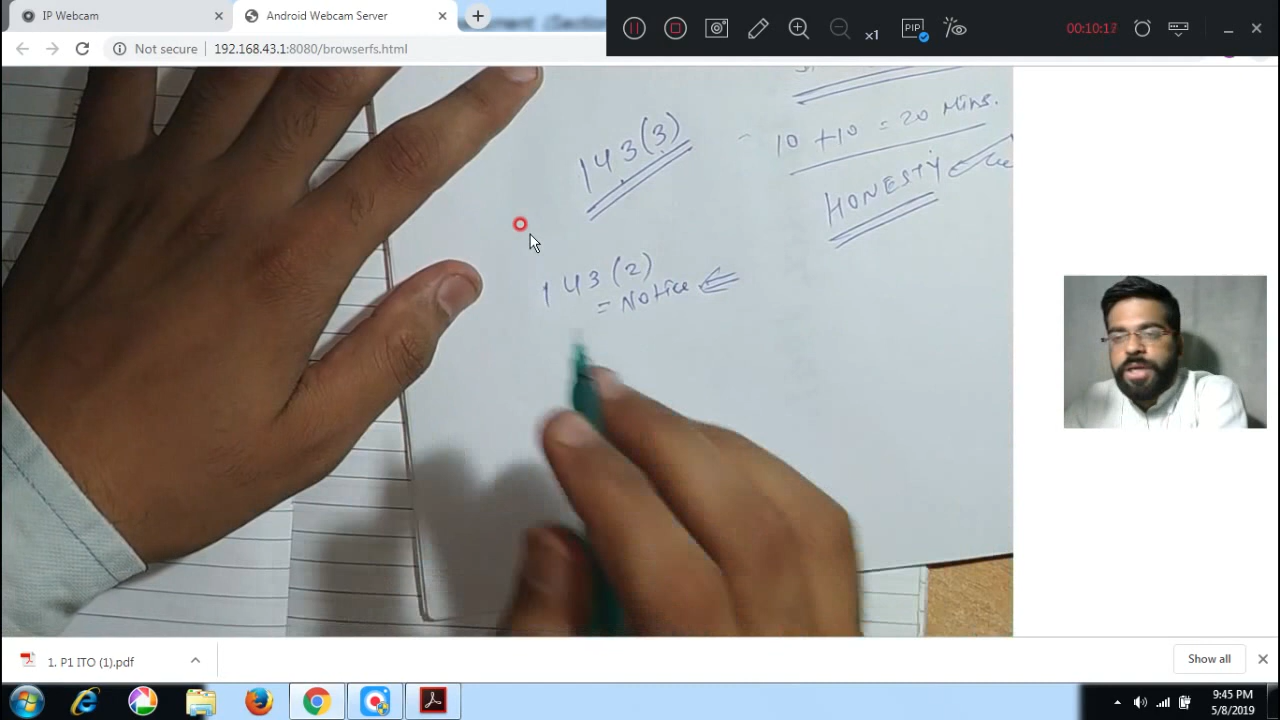 IP Webcam
Android Webcam Server
Not secure
192.168.43.1:8080/browserfs.html
x1
PIP
00:10:17
143(3)
= 10 + 10 = 20 Mins.
HONESTY
143(2)
= Notice
1. P1 ITO (1).pdf
Show all
9:45 PM
5/8/2019